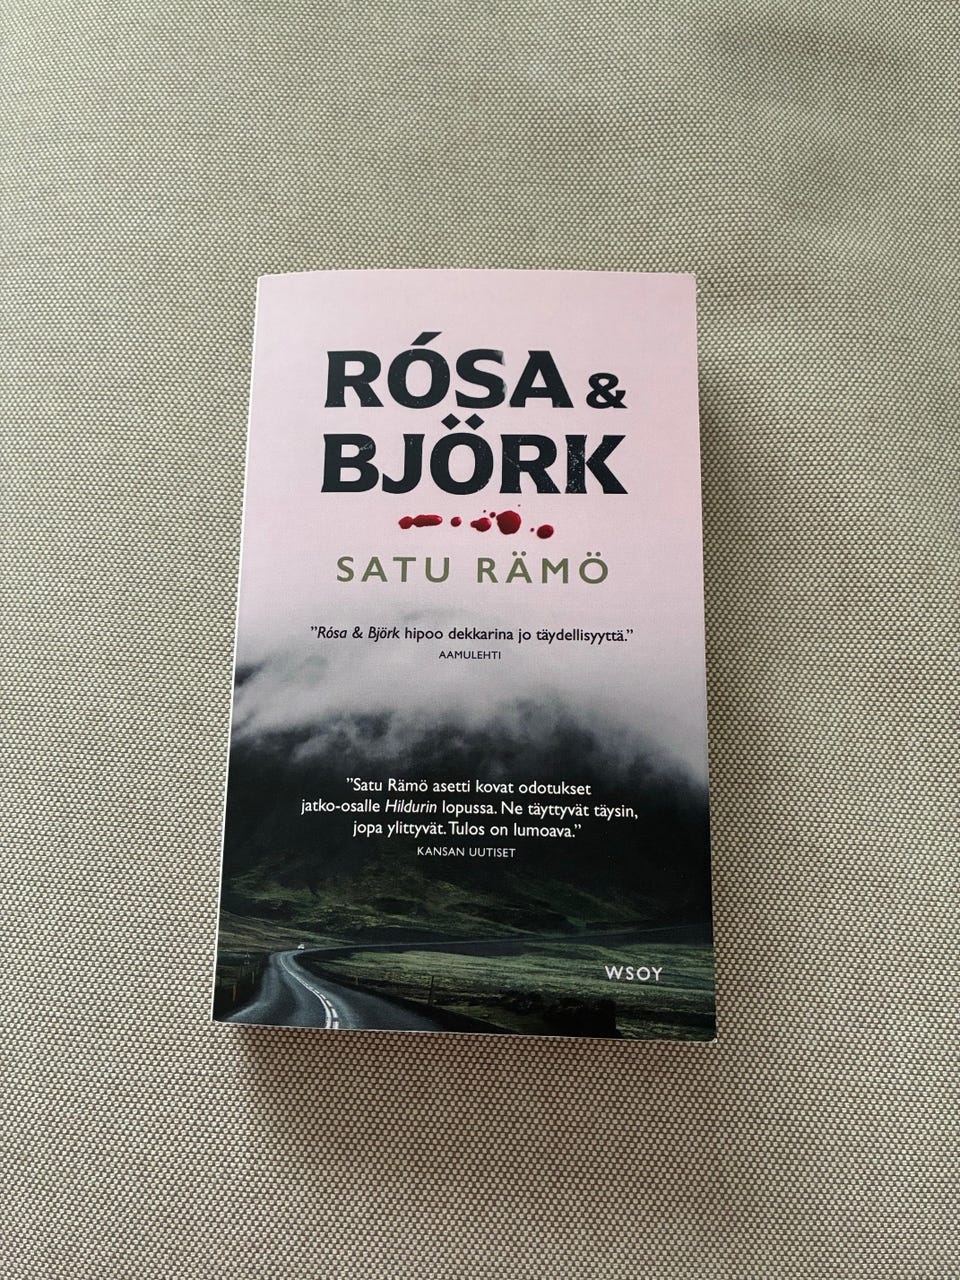 RÓSA &
BJÖRK
SATU RÄMÖ
”Rósa & Björk hipoo dekkarina jo täydellisyyttä.”
AAMULEHTI
”Satu Rämö asetti kovat odotukset
jatko-osalle Hildurin lopussa. Ne täyttyvät täysin,
jopa ylittyvät. Tulos on lumoava.”
KANSAN UUTISET
WSOY